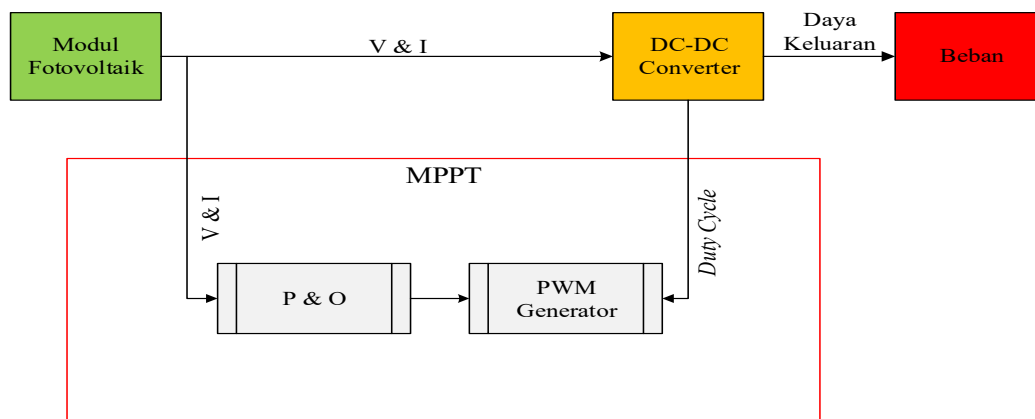 Modul
Fotovoltaik
V & I
DC-DC
Converter
Daya
Keluaran
Beban
MPPT
V & I
Duty Cycle
P & O
PWM
Generator